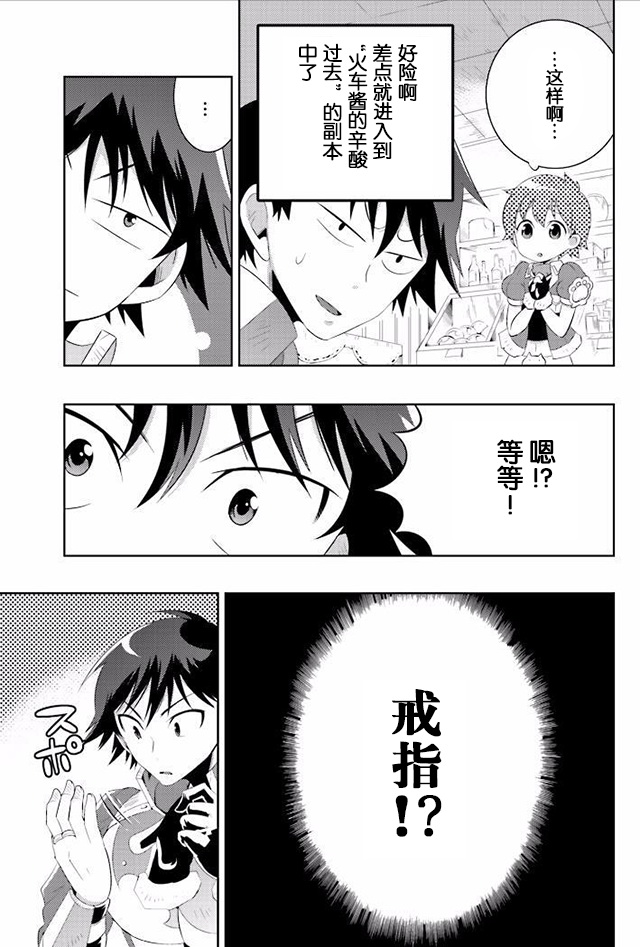 …这样啊…
好险啊
差点就进入到
“火车酱的辛酸
过去”的副本
中了
…
嗯!?
等等！
戒指!?
スポ